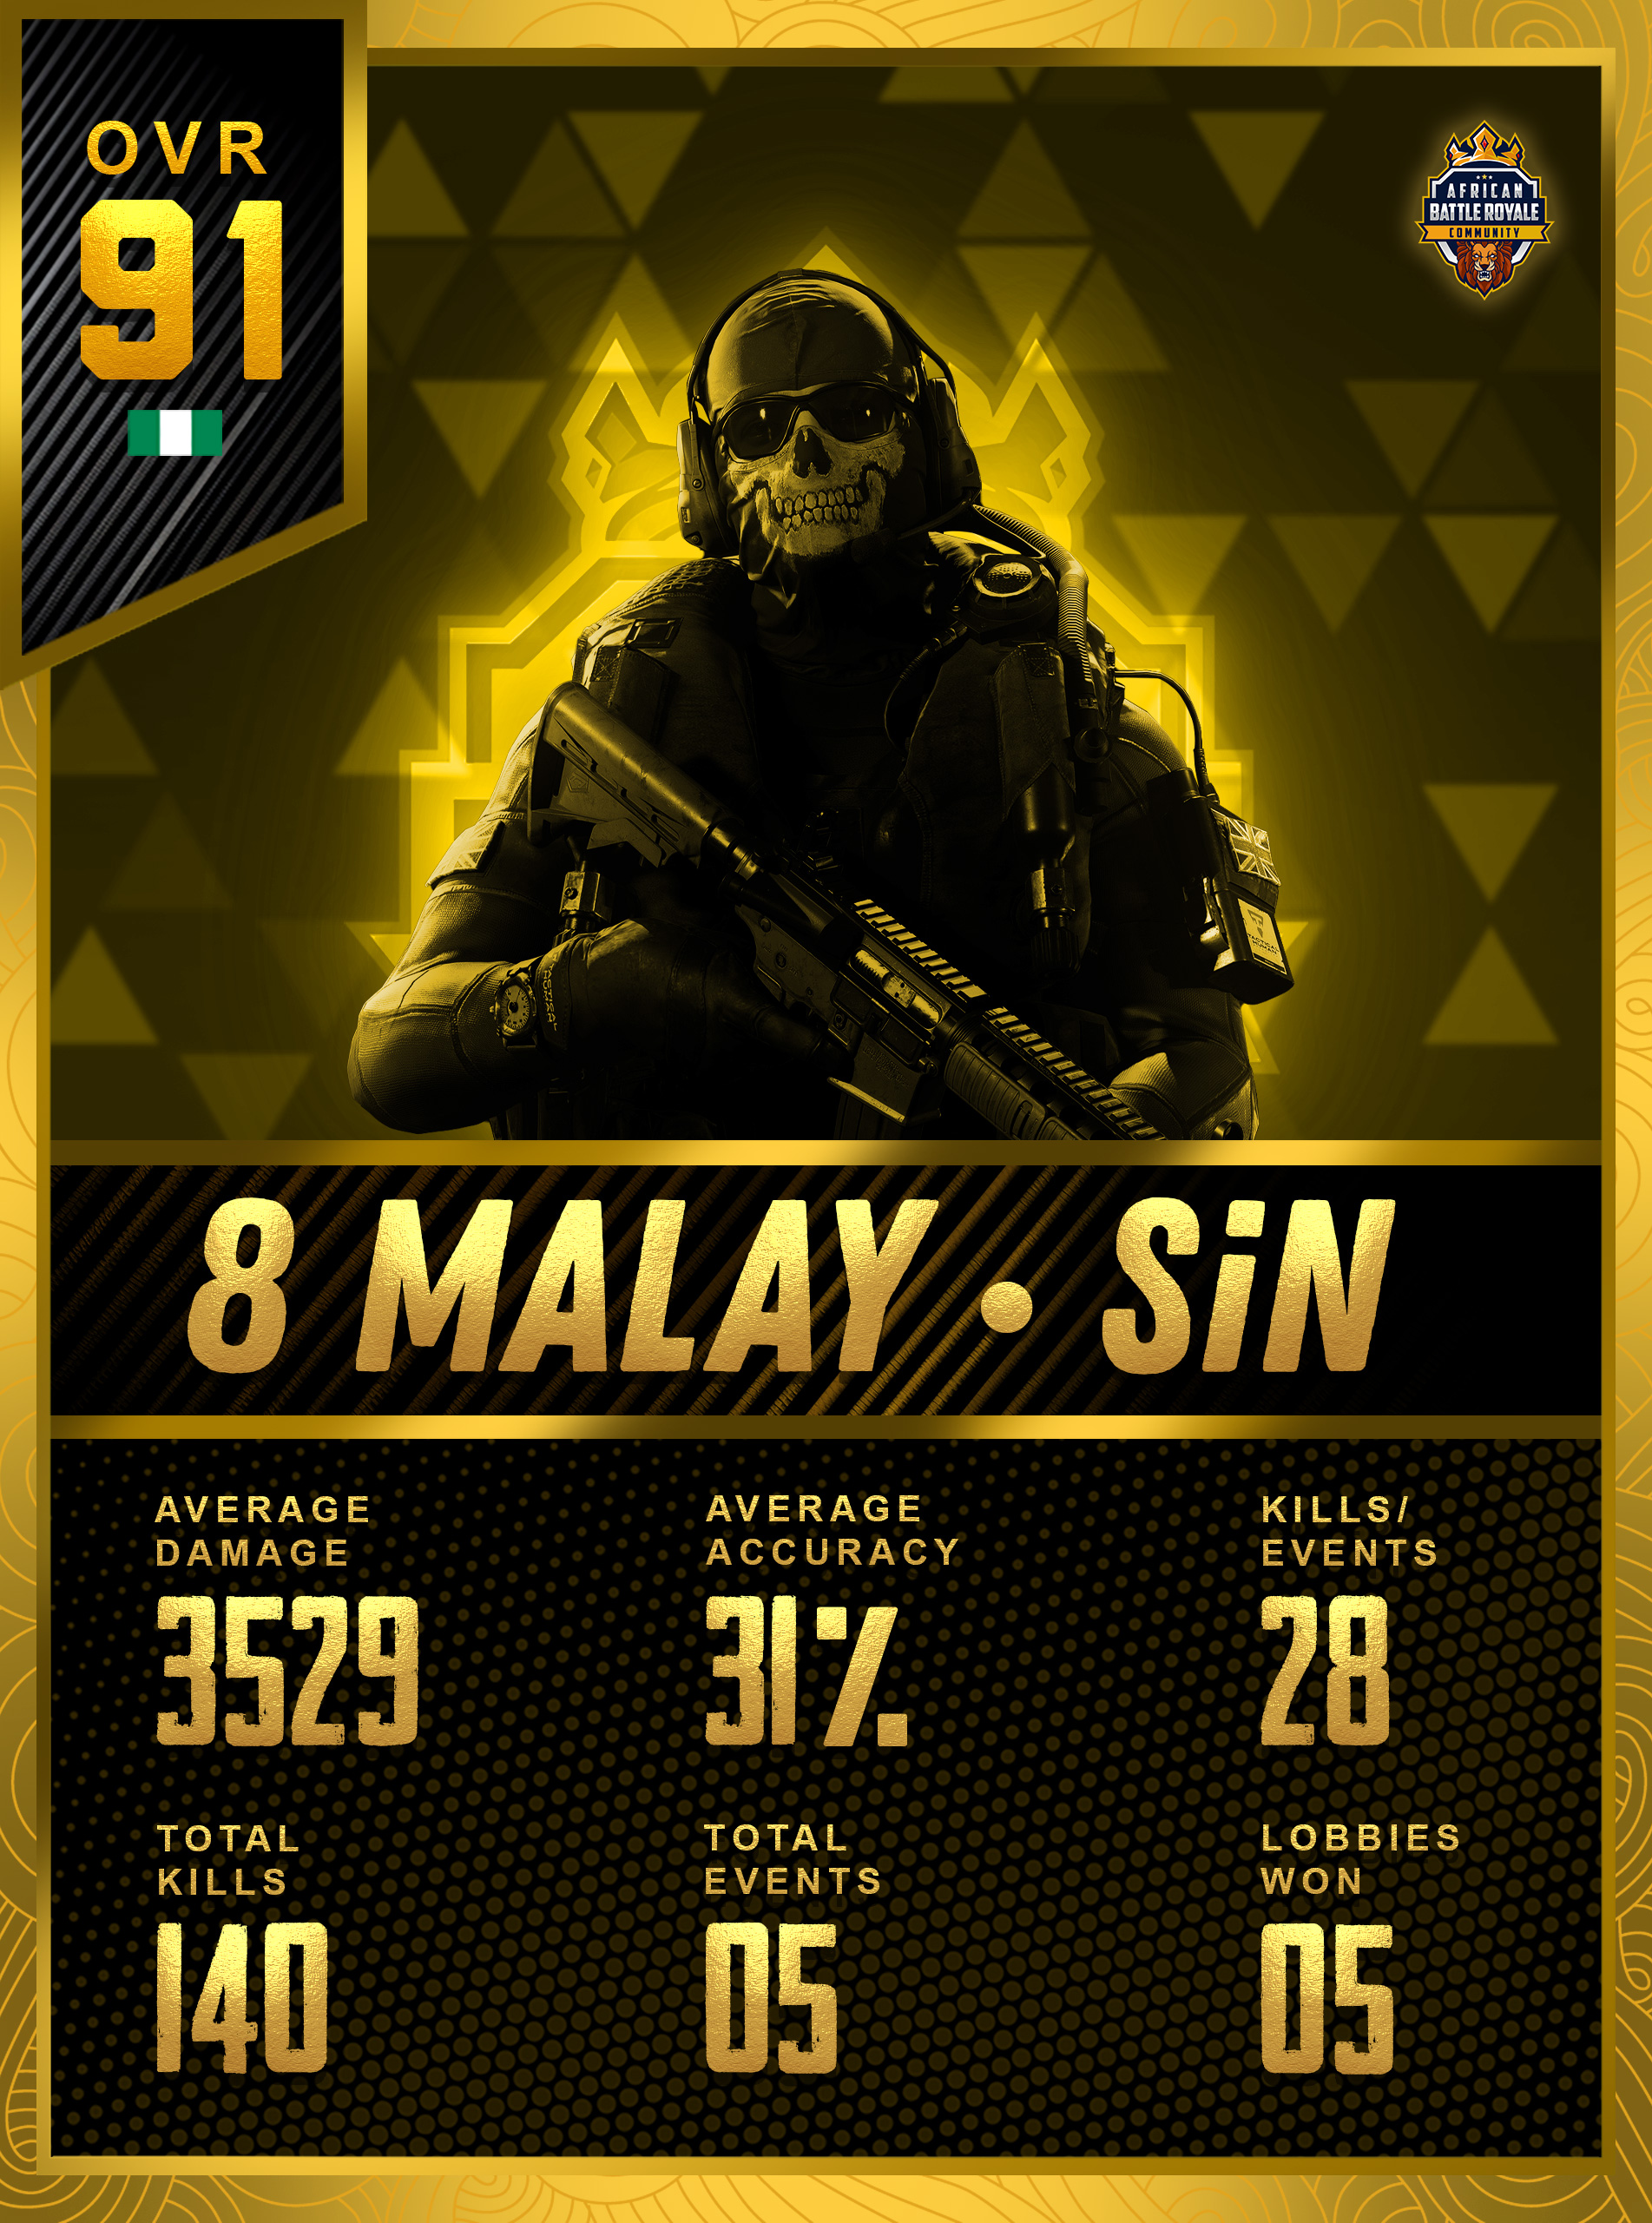 OVR
91
AFRICAN
BATTLE ROYALE
COMMUNITY
8 MALAY • SiN
AVERAGE
DAMAGE
3529
AVERAGE
ACCURACY
31%
KILLS/
EVENTS
28
TOTAL
KILLS
140
TOTAL
EVENTS
05
LOBBIES
WON
05